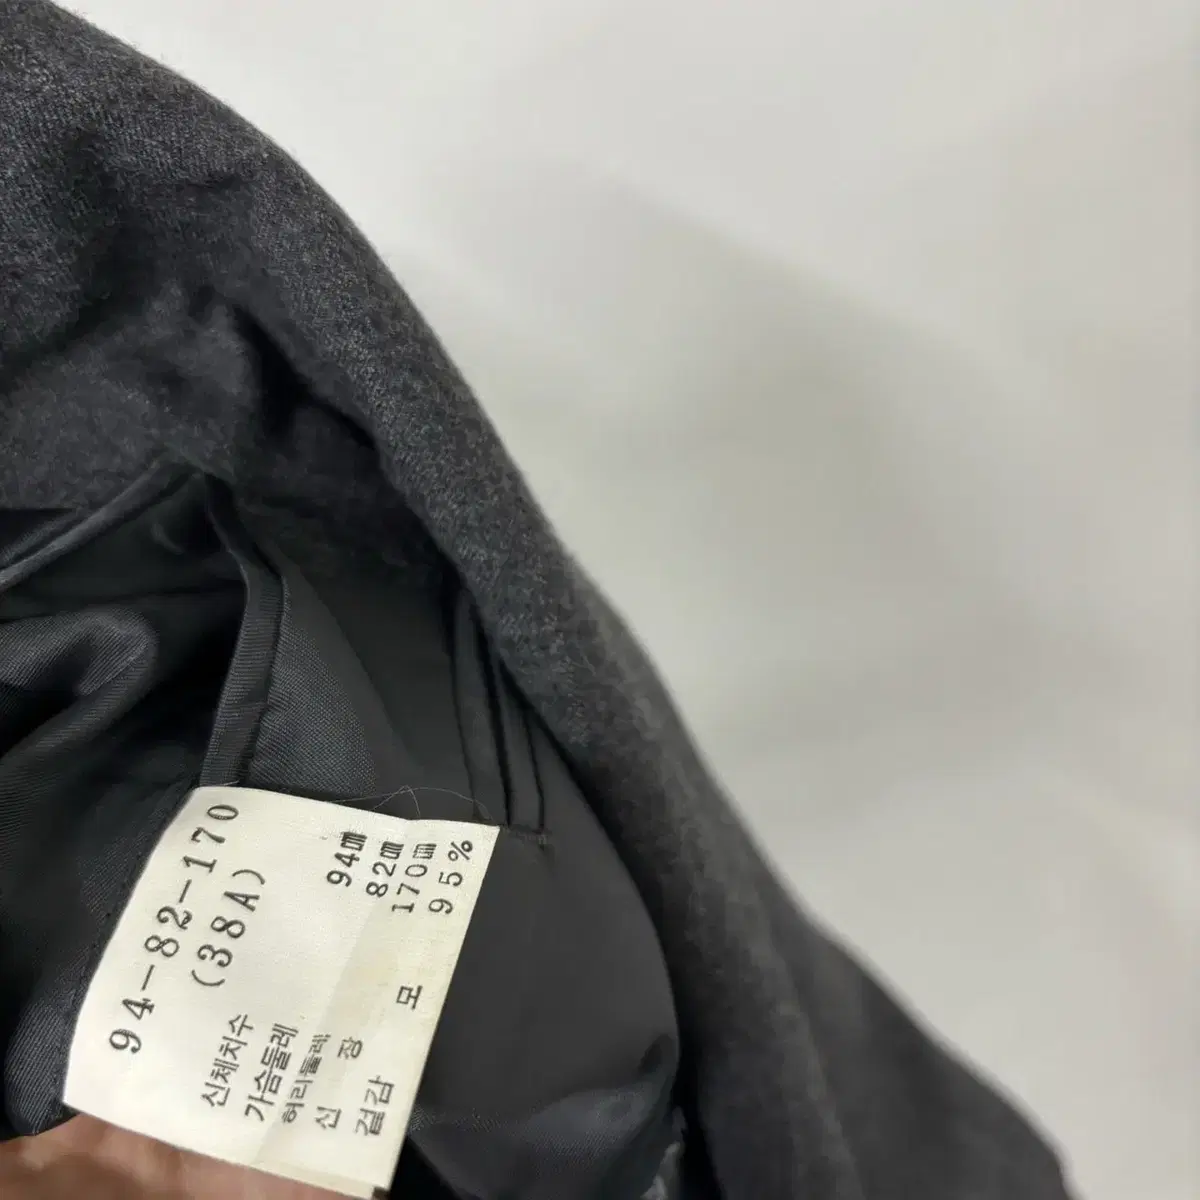 94-82-170
(38A)
신체치수
가슴둘레 94㎝
허리둘레 82㎝
신 장 170㎝
겉감 모 95%